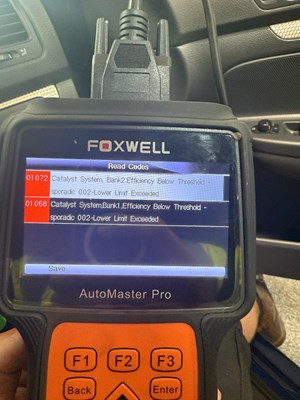 FOXWELL
Read Codes
01072 Catalyst System, Bank2,Efficiency Below Threshold -
sporadic 002-Lower Limit Exceeded
01056 Catalyst System,Bank1,Efficiency Below Threshold -
sporadic 002-Lower Limit Exceeded
Save
AutoMaster Pro
F1 F2 F3
Back Enter